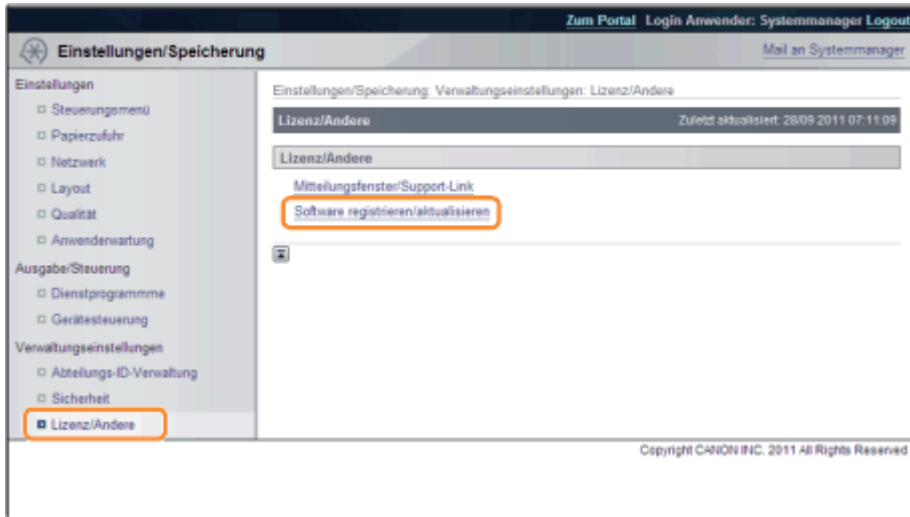 Zum Portal Login Anwender: Systemmanager Logout
Einstellungen/Speicherung
Mail an Systemmanager
Einstellungen
Steuerungsmenü
Papierzufuhr
Netzwerk
Layout
Qualität
Anwenderwartung
Ausgabe/Steuerung
Dienstprogrammme
Gerätesteuerung
Verwaltungseinstellungen
Abteilungs-ID-Verwaltung
Sicherheit
Lizenz/Andere
Einstellungen/Speicherung: Verwaltungseinstellungen: Lizenz/Andere
Lizenz/Andere Zuletzt aktualisiert: 28/09 2011 07:11:09
Lizenz/Andere
Mitteilungsfenster/Support-Link
Software registrieren/aktualisieren
Copyright CANON INC. 2011 All Rights Reserved